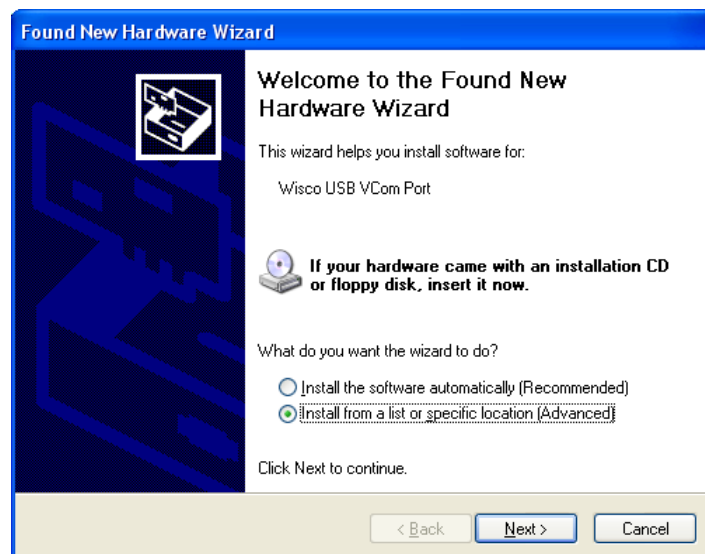 Found New Hardware Wizard
Welcome to the Found New
Hardware Wizard
This wizard helps you install software for:
Wisco USB VCom Port
If your hardware came with an installation CD
or floppy disk, insert it now.
What do you want the wizard to do?
Install the software automatically (Recommended)
Install from a list or specific location (Advanced)
Click Next to continue.
< Back Next > Cancel